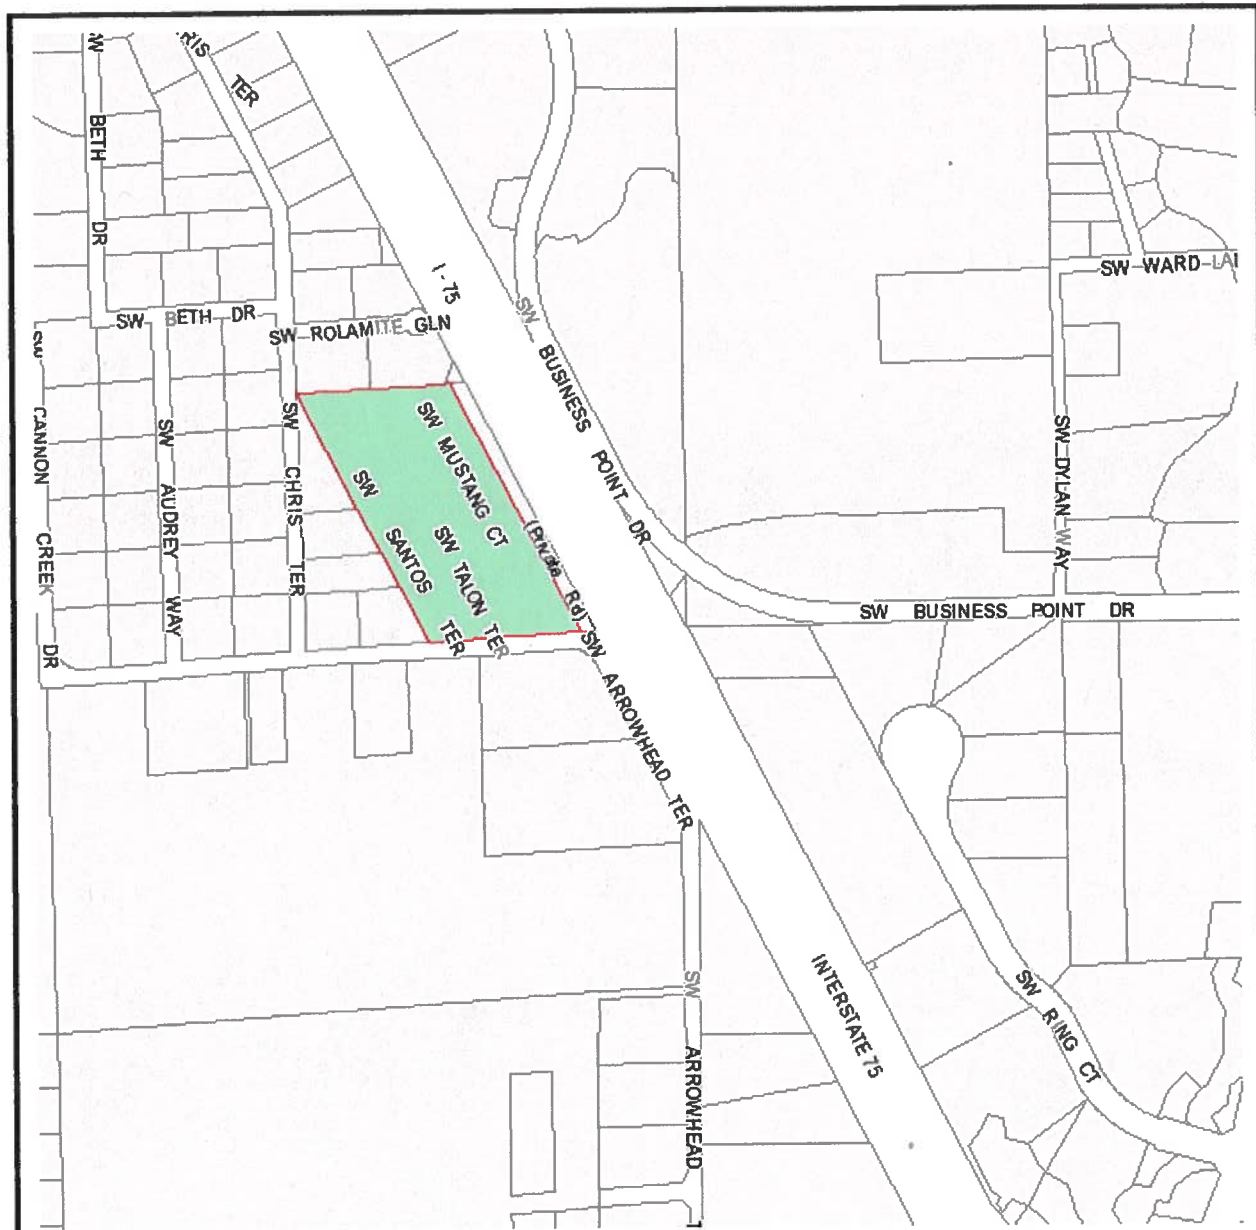 SW
BETH
DR
RIS
TER
I-75
SW BUSINESS POINT DR
SW WARD LA
SW BETH DR
SW ROLAMITE GLN
SW
CANNON
CREEK
DR
SW
AUDREY
WAY
SW
CHRIS
TER
SW MUSTANG CT
SW SANTOS TER
SW TALON TER
(Private Rd)
SW ARROWHEAD TER
SW DYLAN WAY
SW BUSINESS POINT DR
INTERSTATE 75
SW RING CT
SW
ARROWHEAD
T